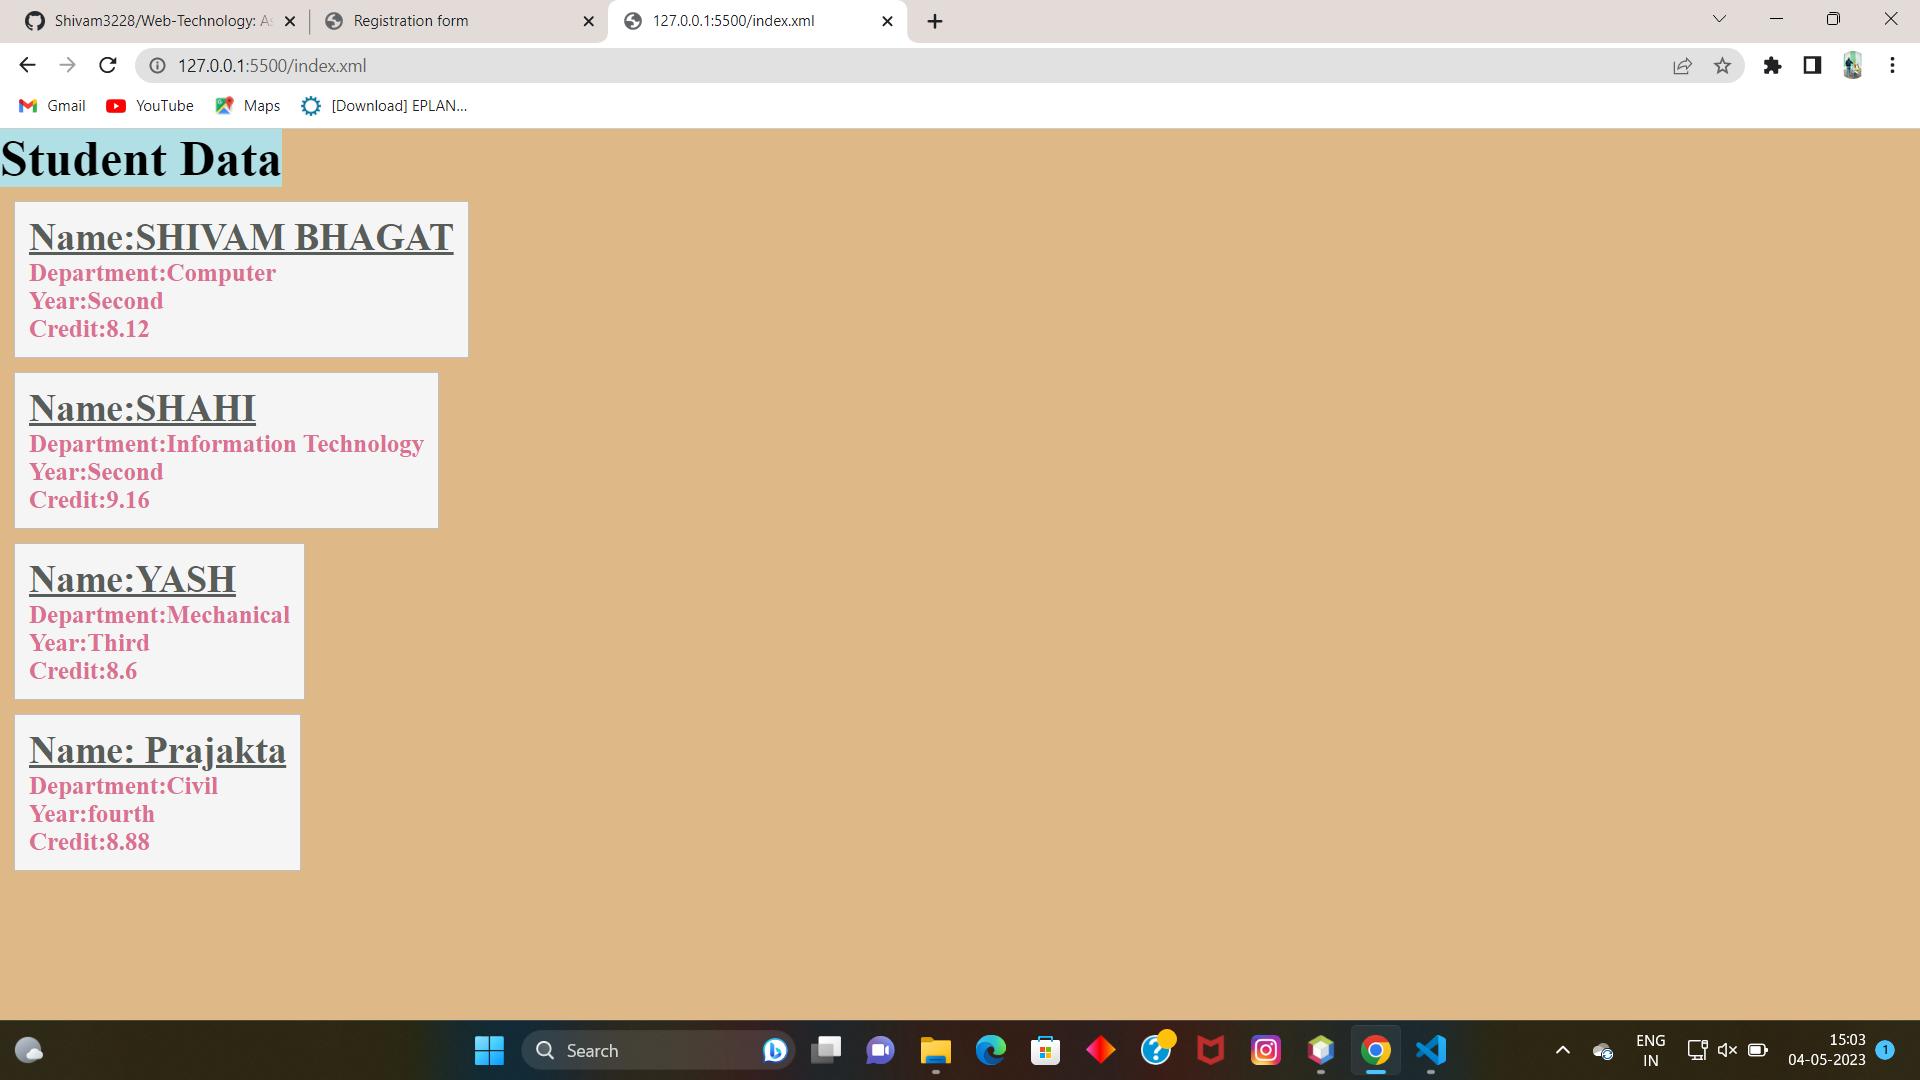 Shivam3228/Web-Technology: As
Registration form
127.0.0.1:5500/index.xml
127.0.0.1:5500/index.xml
Gmail
YouTube
Maps
[Download] EPLAN...
Student Data
Name:SHIVAM BHAGAT
Department:Computer
Year:Second
Credit:8.12
Name:SHAHI
Department:Information Technology
Year:Second
Credit:9.16
Name:YASH
Department:Mechanical
Year:Third
Credit:8.6
Name: Prajakta
Department:Civil
Year:fourth
Credit:8.88
Search
ENG
IN
15:03
04-05-2023
1